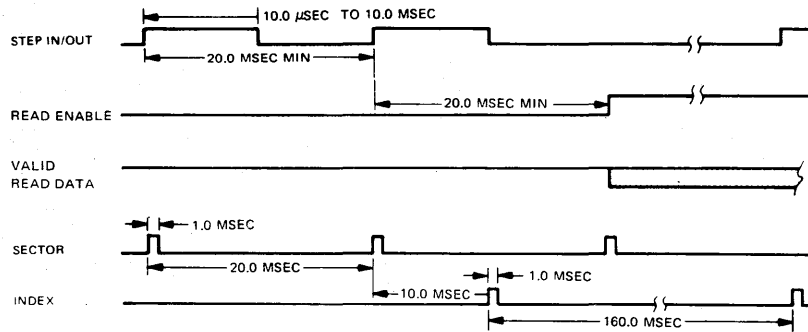 10.0 µSEC TO 10.0 MSEC
STEP IN/OUT
20.0 MSEC MIN
20.0 MSEC MIN
READ ENABLE
VALID
READ DATA
1.0 MSEC
SECTOR
20.0 MSEC
10.0 MSEC
1.0 MSEC
INDEX
160.0 MSEC